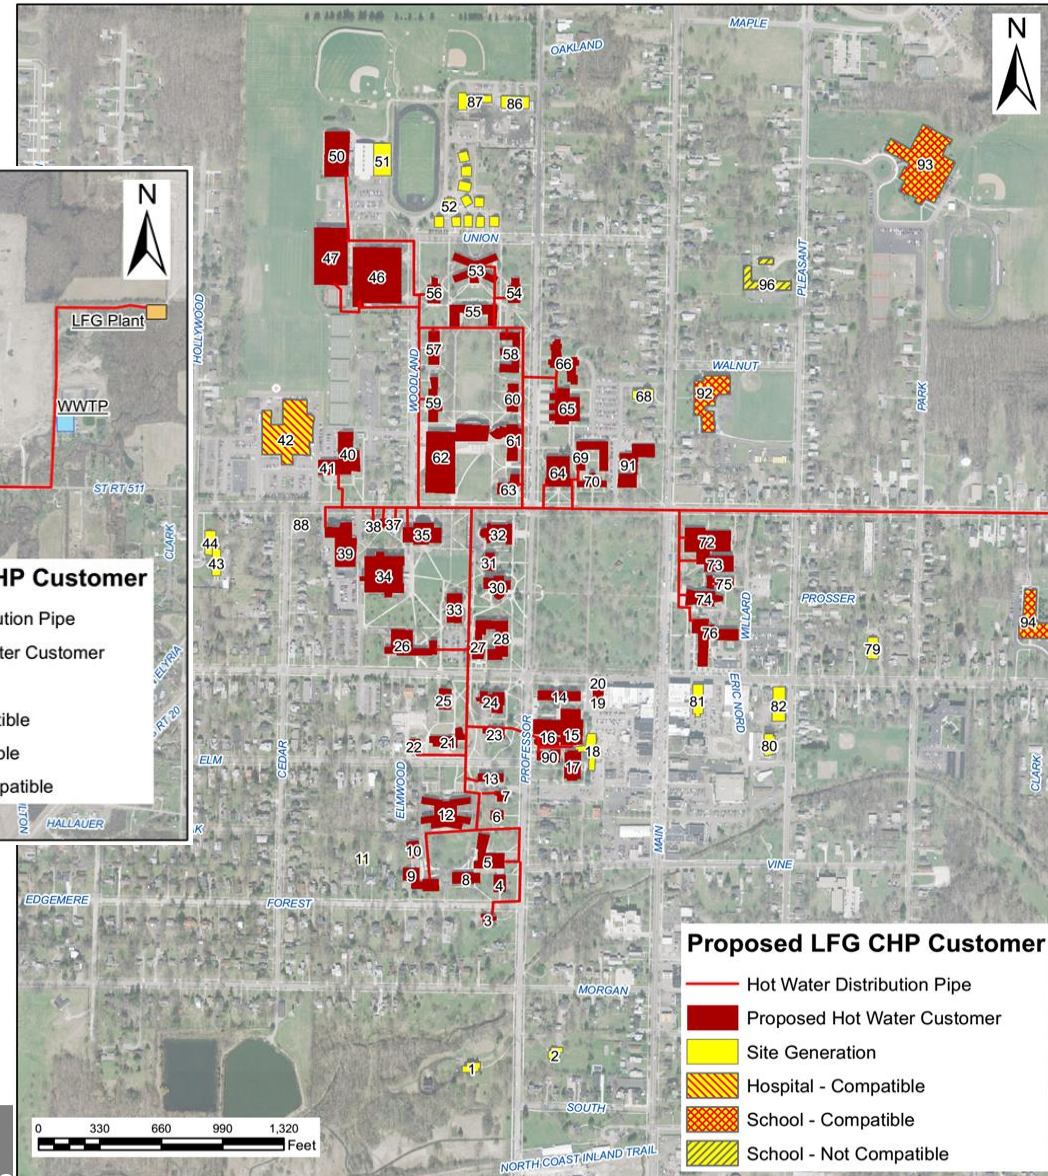 MAPLE
OAKLAND
N
87
86
50
51
93
52
N
UNION
47
46
53
PLEASANT
96
56
54
LFG Plant
55
HOLLYWOOD
57
58
66
WOODLAND
WALNUT
59
60
65
68
92
PARK
WWTP
42
40
61
62
69
91
41
64
70
63
ST RT 511
88
38
37
35
32
72
44
39
31
73
43
CLARK
34
30
75
74
PROSSER
HP Customer
33
WILLARD
94
ution Pipe
26
27
28
76
79
ter Customer
ELYRIA
20
25
24
14
19
81
ERIC NORD
82
RT 20
tible
23
16
15
22
21
18
80
ble
ELM
CEDAR
90
17
PROFESSOR
CLARK
13
patible
ELMWOOD
7
12
6
ILTON
HALLAUER
AK
MAIN
10
11
5
VINE
9
8
4
EDGEMERE
FOREST
3
Proposed LFG CHP Customer
Hot Water Distribution Pipe
MORGAN
Proposed Hot Water Customer
2
Site Generation
1
Hospital - Compatible
SOUTH
School - Compatible
0 330 660 990 1,320
Feet
School - Not Compatible
NORTH COAST INLAND TRAIL